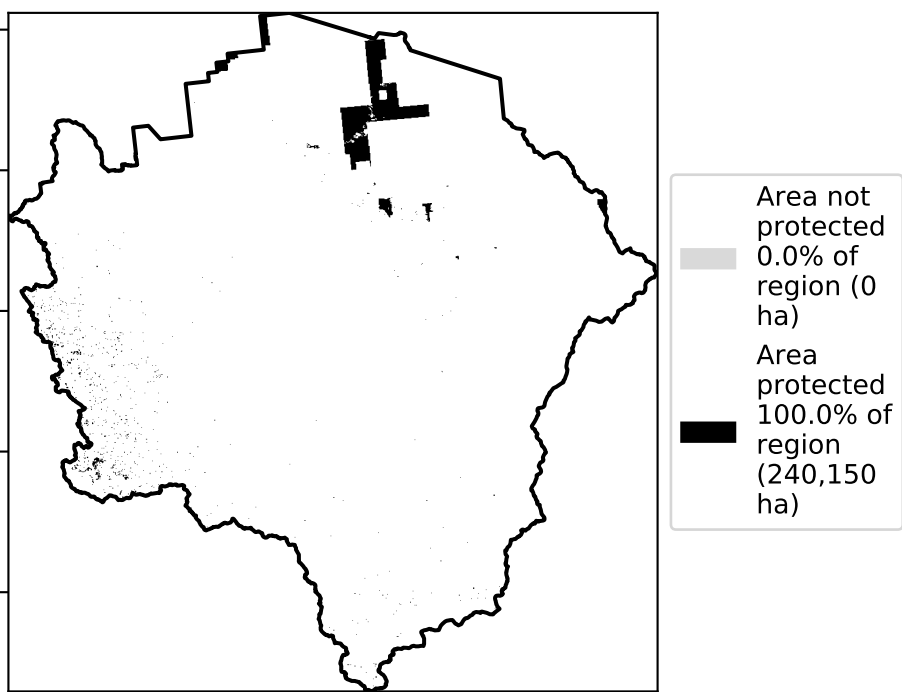 Area not
protected
0.0% of
region (0
ha)
Area
protected
100.0% of
region
(240,150
ha)